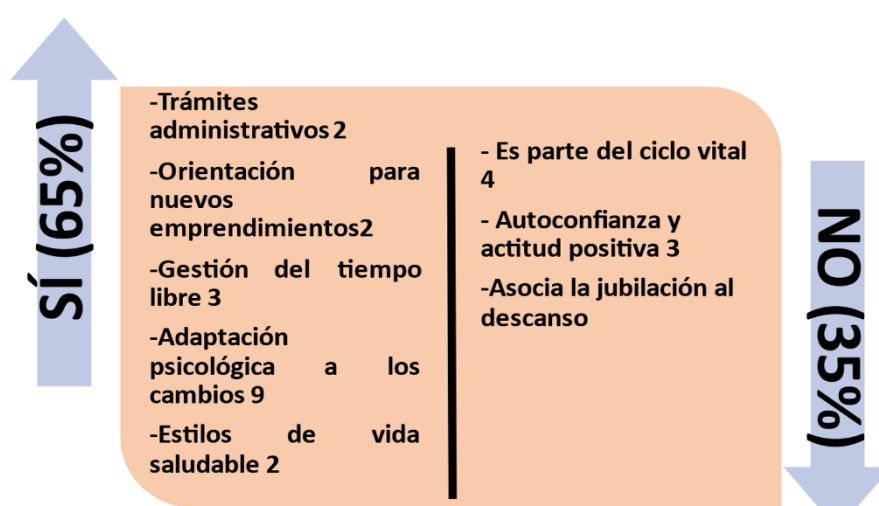 SÍ (65%)
-Trámites
administrativos 2
-Orientación para
nuevos
emprendimientos2
-Gestión del tiempo
libre 3
-Adaptación
psicológica a los
cambios 9
-Estilos de vida
saludable 2
- Es parte del ciclo vital
4
- Autoconfianza y
actitud positiva 3
-Asocia la jubilación al
descanso
NO (35%)